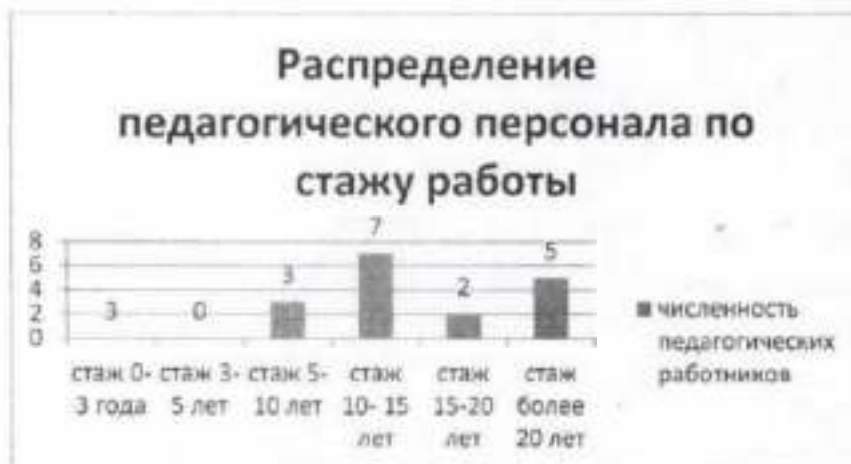 Распределение
педагогического персонала по
стажу работы
8
6
4
2
0
3
0
3
7
2
5
стаж 0-
3 года
стаж 3-
5 лет
стаж 5-
10 лет
стаж
10- 15
лет
стаж
15-20
лет
стаж
более
20 лет
численность
педагогических
работников